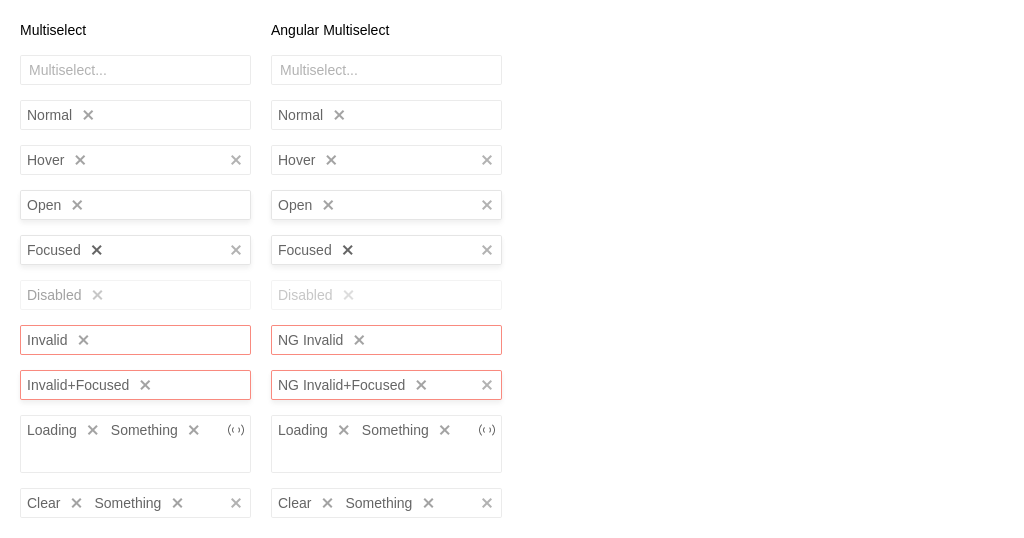 Multiselect Angular Multiselect
Multiselect... Multiselect...
Normal Normal
Hover Hover
Open Open
Focused Focused
Disabled Disabled
Invalid NG Invalid
Invalid+Focused NG Invalid+Focused
Loading Something Loading Something
Clear Something Clear Something